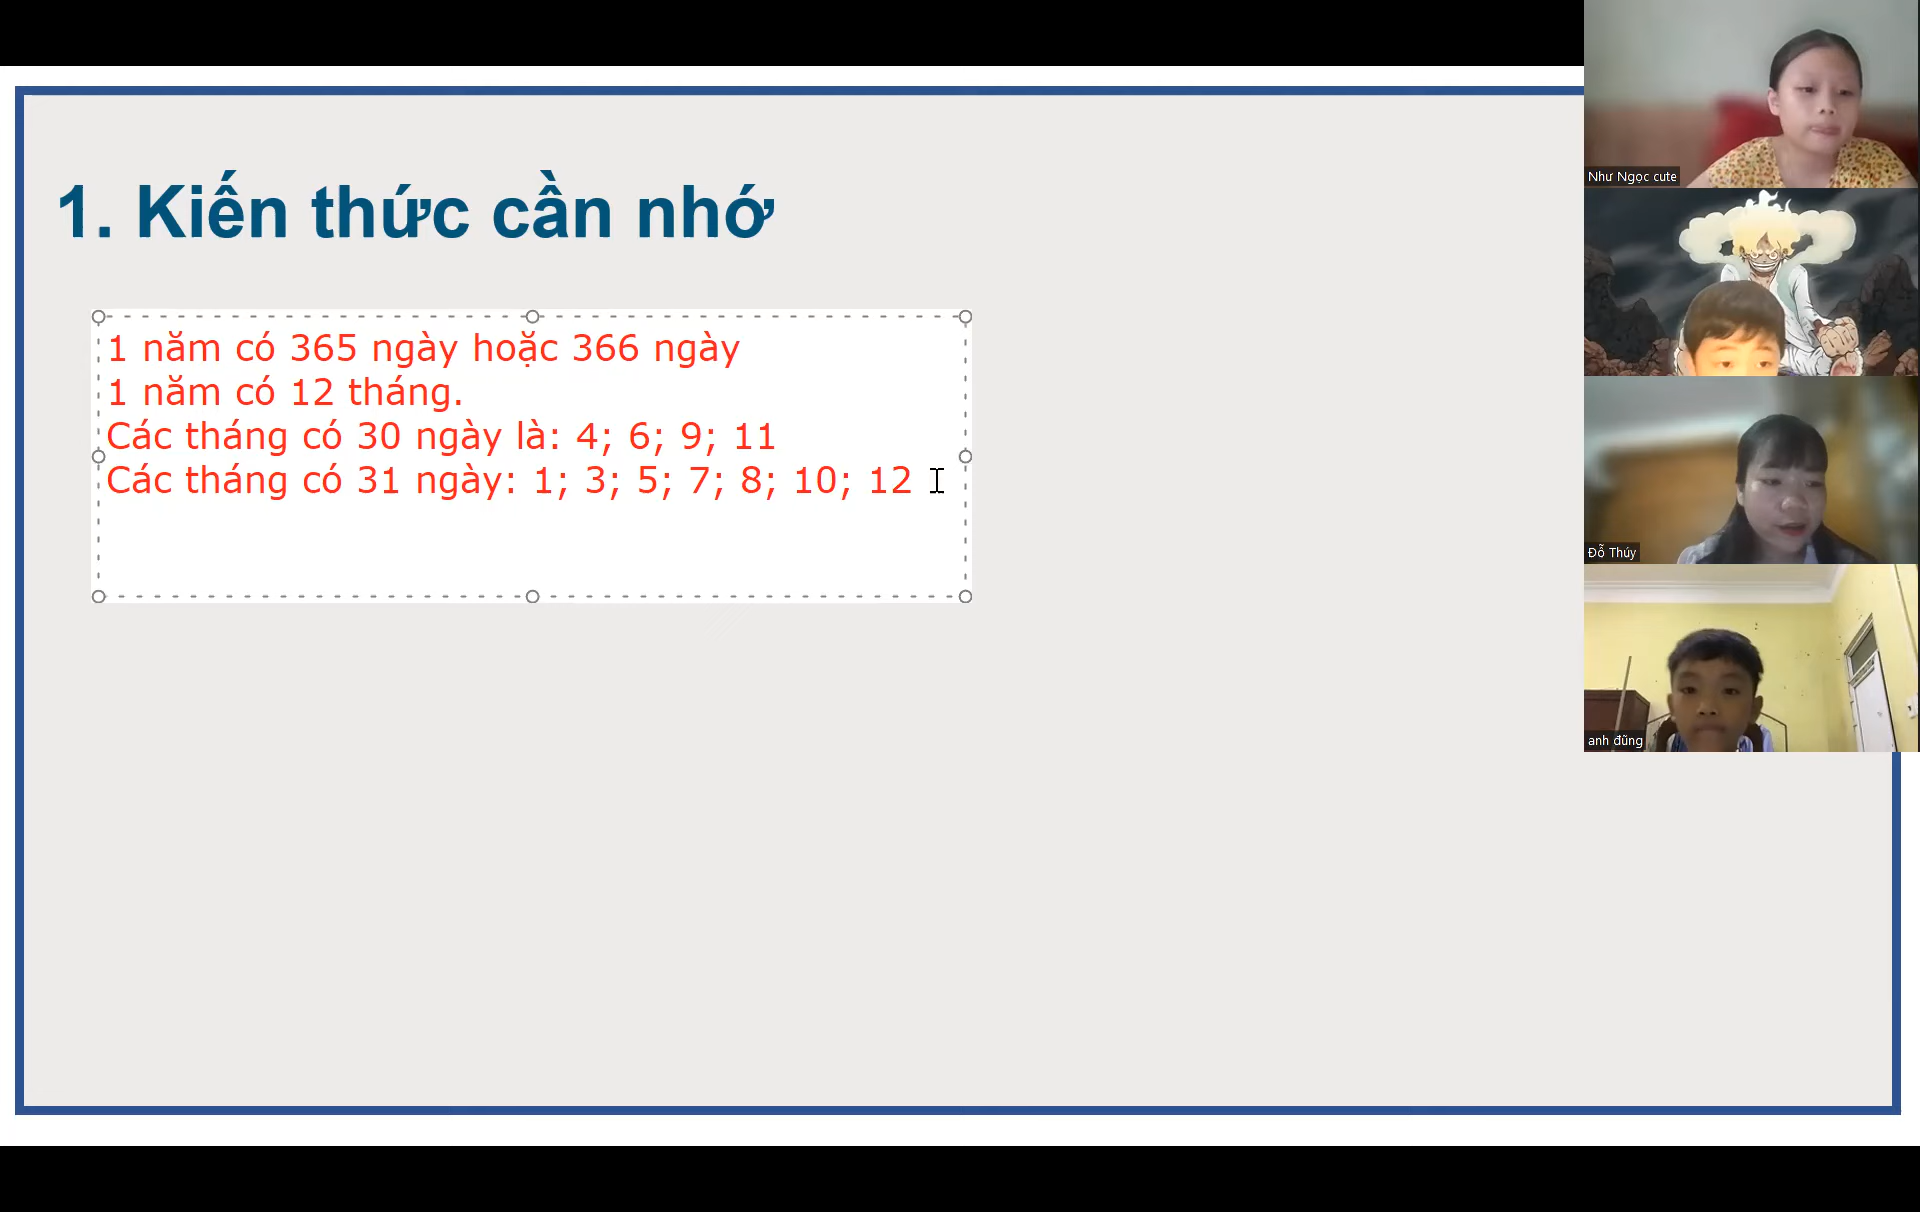 1. Kiến thức cần nhớ
1 năm có 365 ngày hoặc 366 ngày
1 năm có 12 tháng.
Các tháng có 30 ngày là: 4; 6; 9; 11
Các tháng có 31 ngày: 1; 3; 5; 7; 8; 10; 12
Như Ngọc cute
Đỗ Thúy
anh đũng